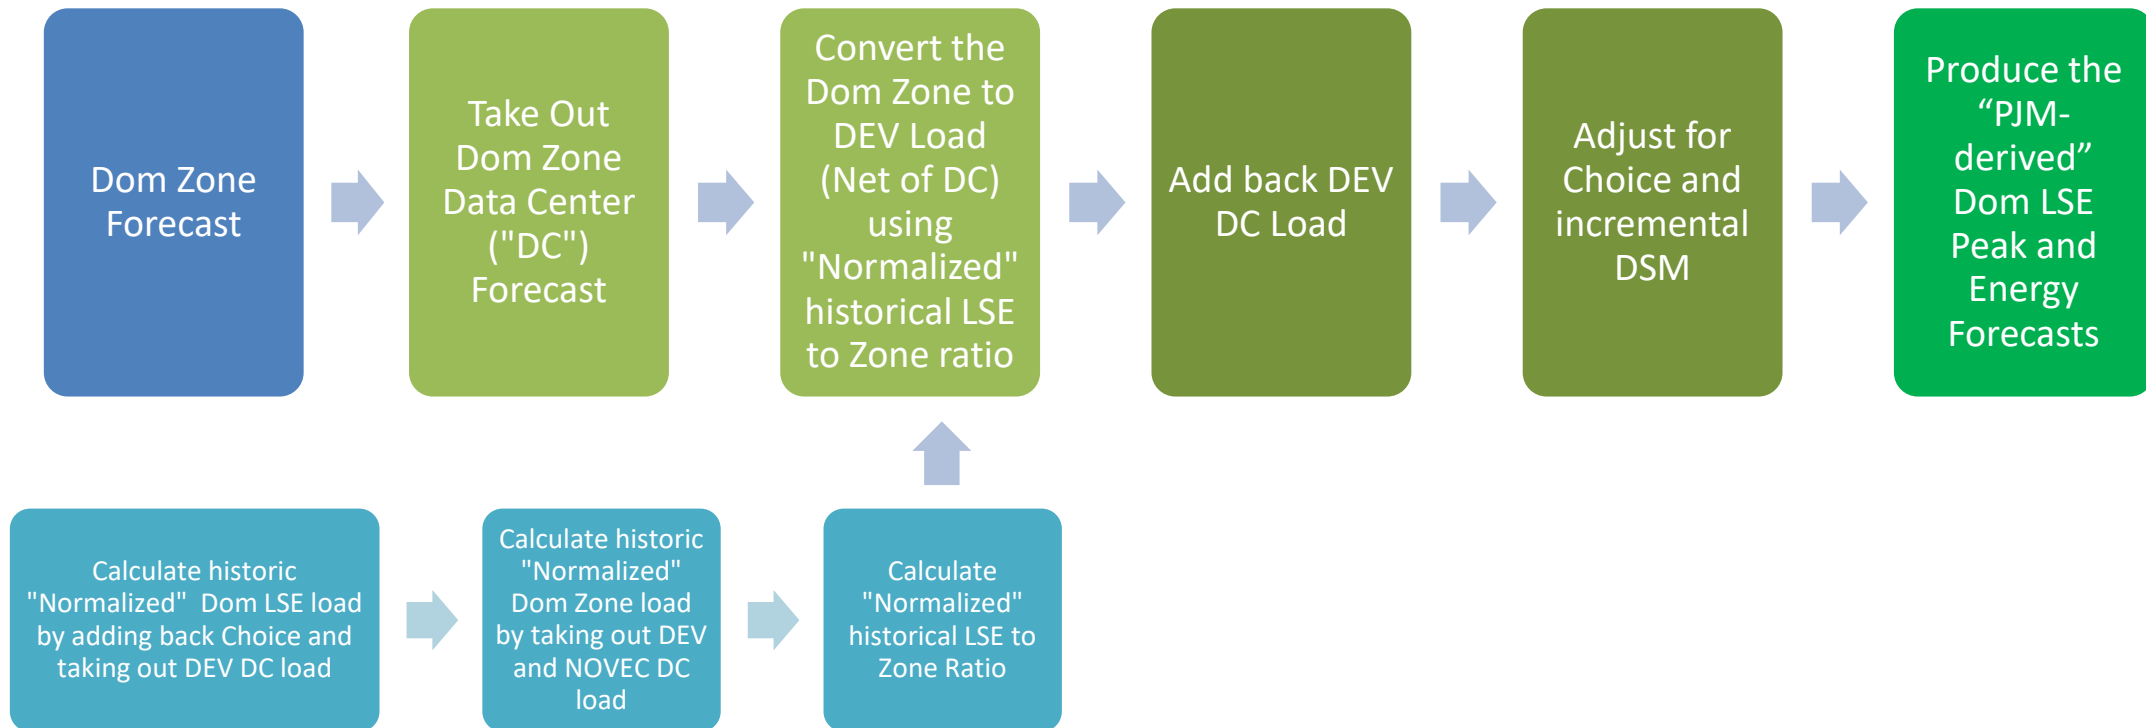 Dom Zone
Forecast
Take Out
Dom Zone
Data Center
("DC")
Forecast
Convert the
Dom Zone to
DEV Load
(Net of DC)
using
"Normalized"
historical LSE
to Zone ratio
Add back DEV
DC Load
Adjust for
Choice and
incremental
DSM
Produce the
“PJM-
derived”
Dom LSE
Peak and
Energy
Forecasts
Calculate historic
"Normalized"  Dom LSE load
by adding back Choice and
taking out DEV DC load
Calculate historic
"Normalized"
Dom Zone load
by taking out DEV
and NOVEC DC
load
Calculate
"Normalized"
historical LSE to
Zone Ratio